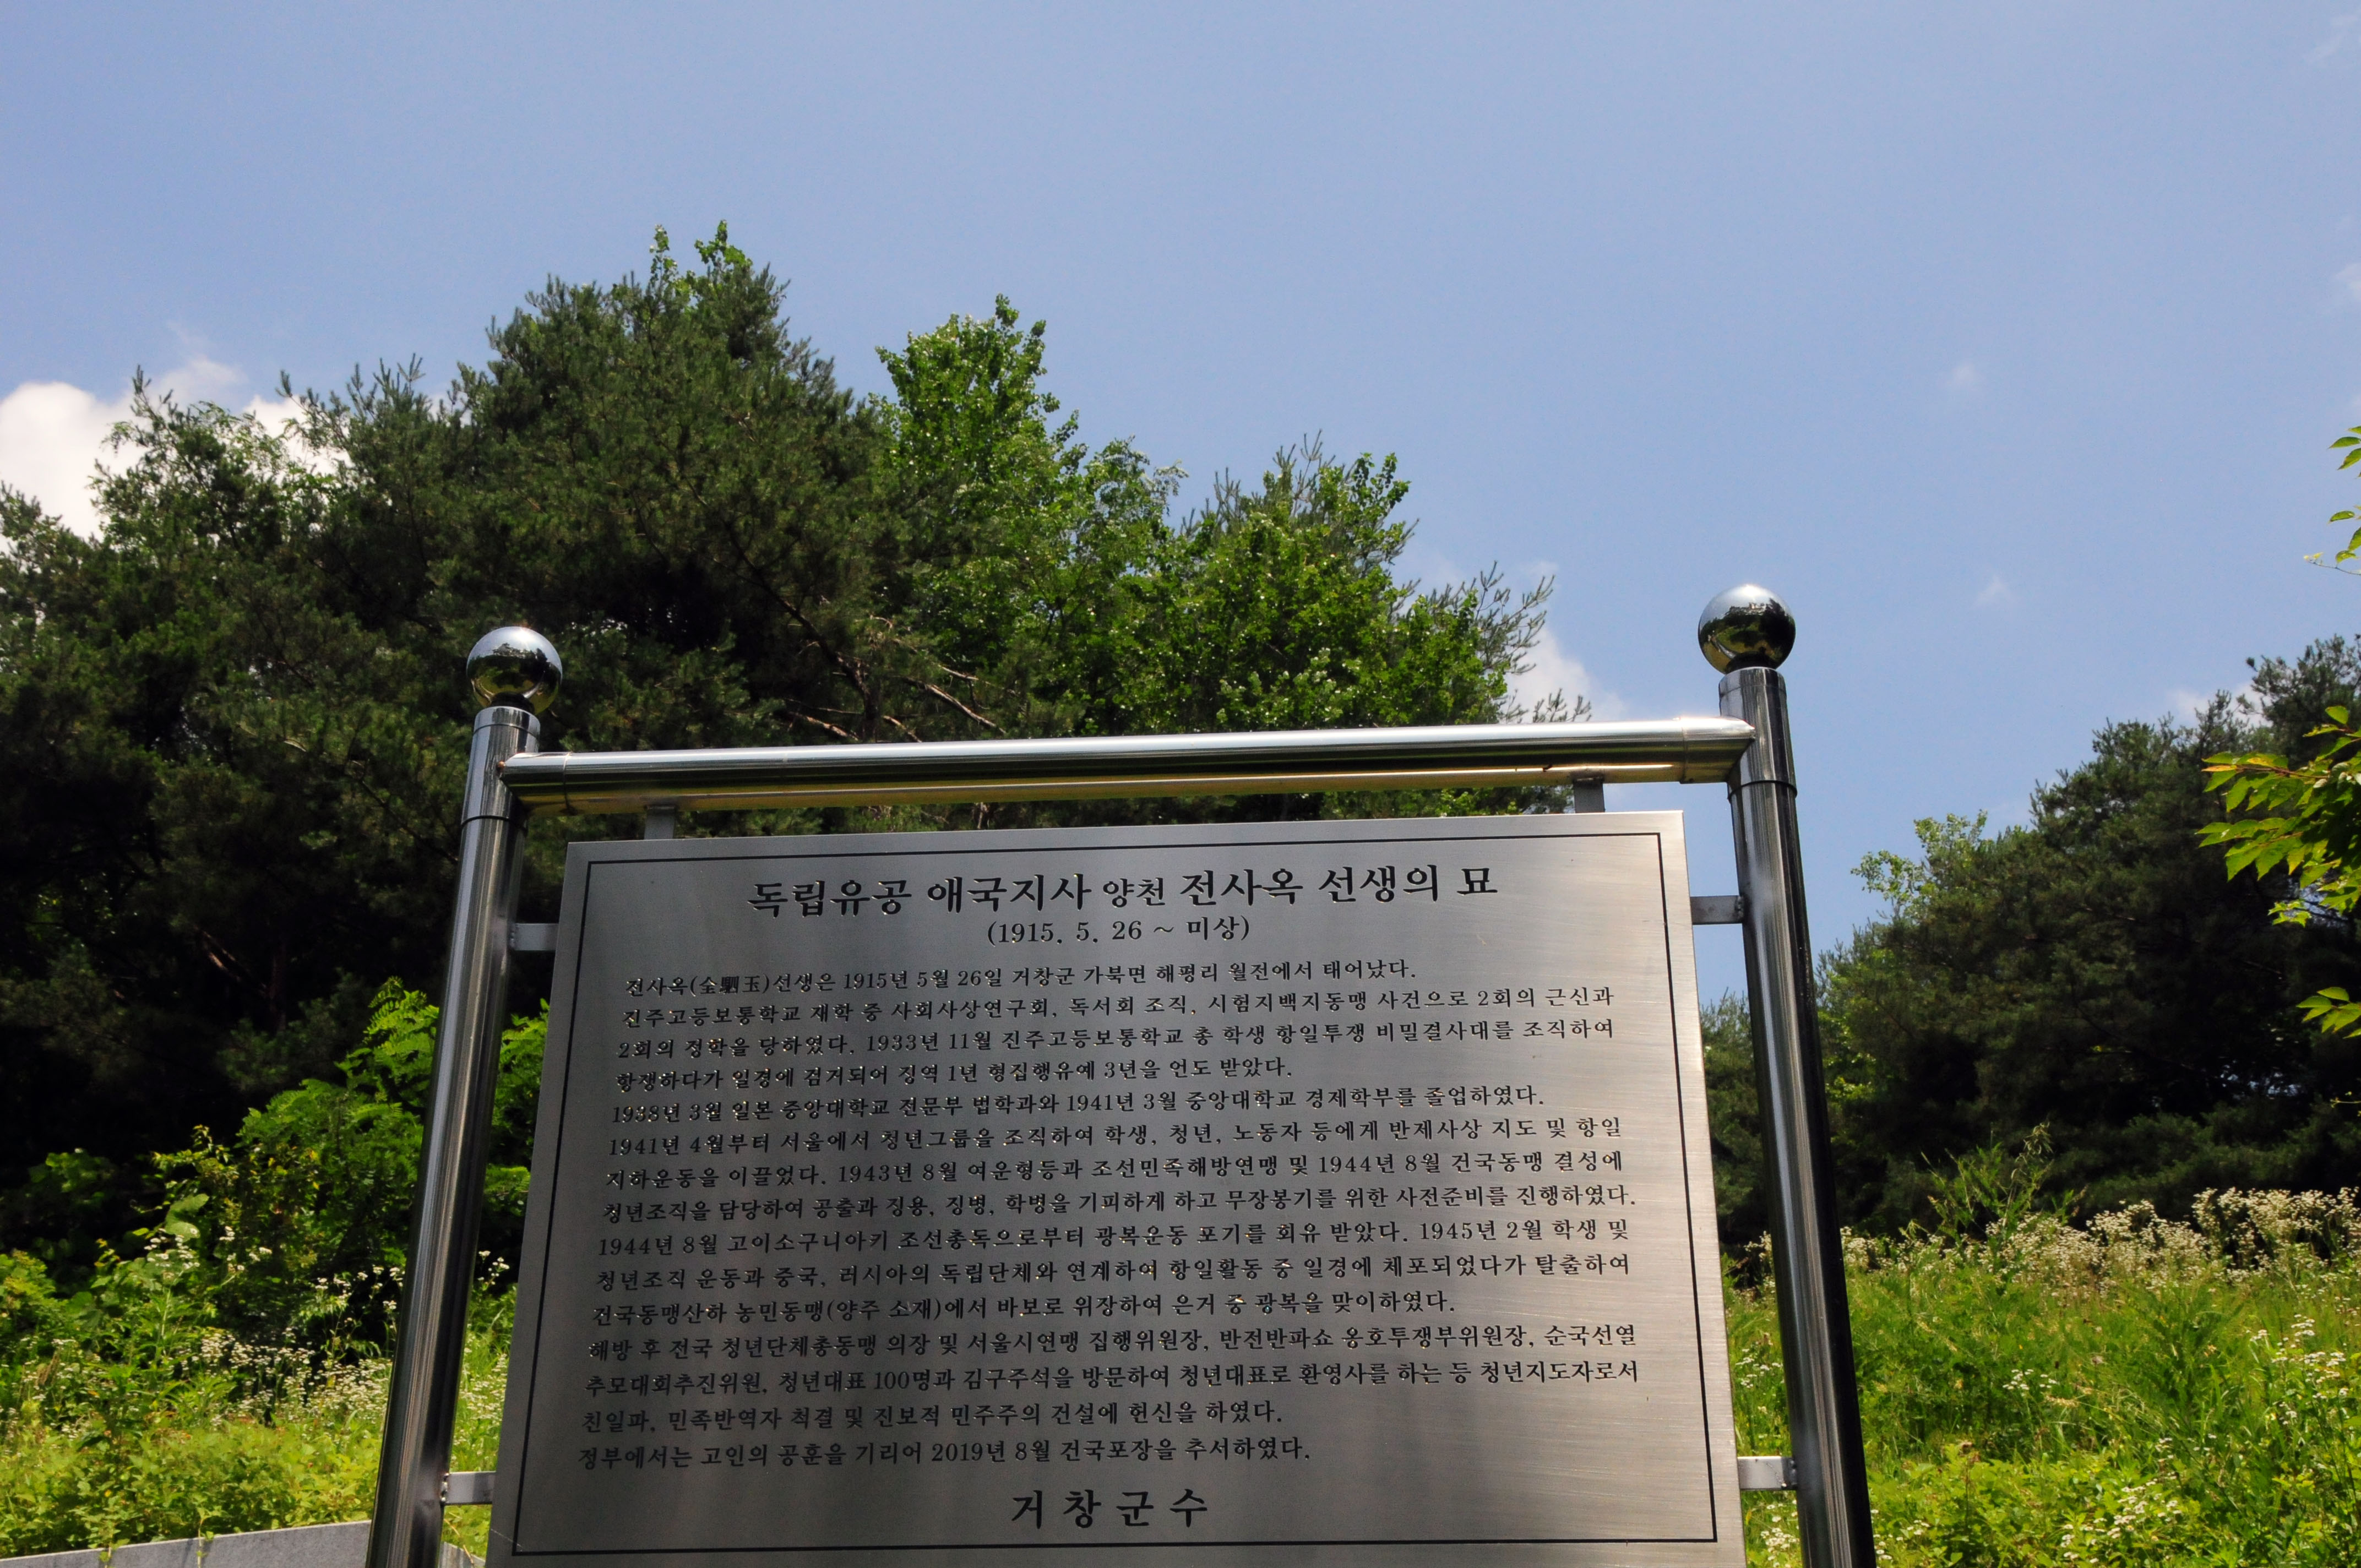 독립유공 애국지사 양천 전사옥 선생의 묘
(1915. 5. 26 ~ 미상)
전사옥(全駟玉)선생은 1915년 5월 26일 거창군 가북면 해평리 월전에서 태어났다.
진주고등보통학교 재학 중 사회사상연구회, 독서회 조직, 시험지백지동맹 사건으로 2회의 근신과
2회의 정학을 당하였다. 1933년 11월 진주고등보통학교 총 학생 항일투쟁 비밀결사대를 조직하여
항쟁하다가 일경에 검거되어 징역 1년 형집행유예 3년을 언도 받았다.
1938년 3월 일본 중앙대학교 전문부 법학과와 1941년 3월 중앙대학교 경제학부를 졸업하였다.
1941년 4월부터 서울에서 청년그룹을 조직하여 학생, 청년, 노동자 등에게 반제사상 지도 및 항일
지하운동을 이끌었다. 1943년 8월 여운형등과 조선민족해방연맹 및 1944년 8월 건국동맹 결성에
청년조직을 담당하여 공출과 징용, 징병, 학병을 기피하게 하고 무장봉기를 위한 사전준비를 진행하였다.
1944년 8월 고이소구니아키 조선총독으로부터 광복운동 포기를 회유 받았다. 1945년 2월 학생 및
청년조직 운동과 중국, 러시아의 독립단체와 연계하여 항일활동 중 일경에 체포되었다가 탈출하여
건국동맹산하 농민동맹(양주 소재)에서 바보로 위장하여 은거 중 광복을 맞이하였다.
해방 후 전국 청년단체총동맹 의장 및 서울시연맹 집행위원장, 반전반파쇼 옹호투쟁부위원장, 순국선열
추모대회추진위원, 청년대표 100명과 김구주석을 방문하여 청년대표로 환영사를 하는 등 청년지도자로서
친일파, 민족반역자 척결 및 진보적 민주주의 건설에 헌신을 하였다.
정부에서는 고인의 공훈을 기리어 2019년 8월 건국포장을 추서하였다.
거창군수